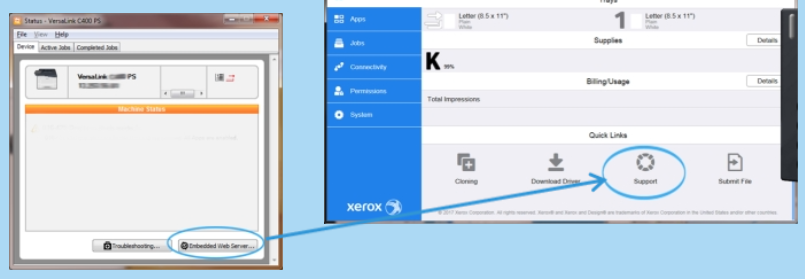 Status - VersaLink C400 PS
File View Help
Device Active Jobs Completed Jobs
VersaLink PS
Machine Status
Troubleshooting...
Embedded Web Server...
Trays
Apps
Letter (8.5 x 11")
Plain
White
1
Letter (8.5 x 11")
Plain
White
Jobs
Supplies
Details
Connectivity
K 99%
Permissions
Billing/Usage
Details
Total Impressions
System
Quick Links
Cloning
Download Driver
Support
Submit File
xerox
© 2017 Xerox Corporation. All rights reserved. Xerox® and Xerox and Design® are trademarks of Xerox Corporation in the United States and/or other countries.